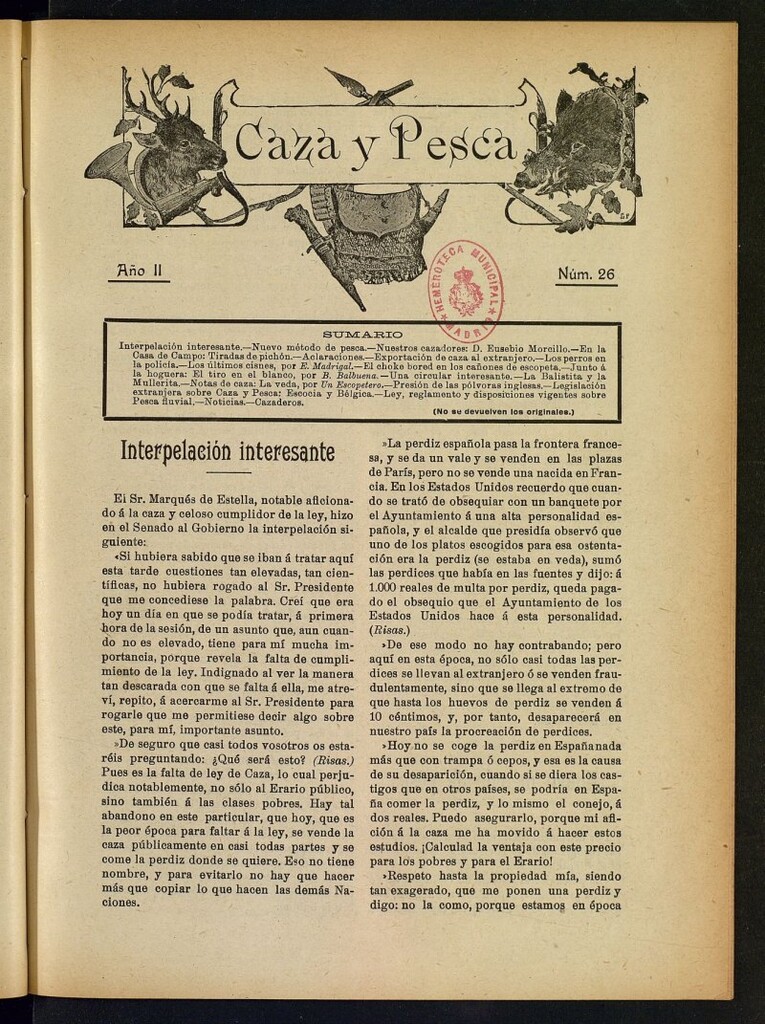 Caza y Pesca
Año II
Núm. 26
HEMEROTECA MUNICIPAL
★ MADRID ★
SUMARIO
Interpelación interesante.—Nuevo método de pesca.—Nuestros cazadores: D. Eusebio Morcillo.—En la
Casa de Campo: Tiradas de pichón.—Aclaraciones.—Exportación de caza al extranjero.—Los perros en
la policía.—Los últimos cisnes, por E. Madrigal.—El choke bored en los cañones de escopeta.—Junto á
la hoguera: El tiro en el blanco, por B. Balbuena.—Una circular interesante.—La Balistita y la
Mullerita.—Notas de caza: La veda, por Un Escopetero.—Presión de las pólvoras inglesas.—Legislación
extranjera sobre Caza y Pesca: Escocia y Bélgica.—Ley, reglamento y disposiciones vigentes sobre
Pesca fluvial.—Noticias.—Cazaderos.
(No se devuelven los originales.)
Interpelación interesante
El Sr. Marqués de Estella, notable aficiona-
do á la caza y celoso cumplidor de la ley, hizo
en el Senado al Gobierno la interpelación si-
guiente:
«Si hubiera sabido que se iban á tratar aquí
esta tarde cuestiones tan elevadas, tan cien-
tíficas, no hubiera rogado al Sr. Presidente
que me concediese la palabra. Creí que era
hoy un día en que se podía tratar, á primera
hora de la sesión, de un asunto que, aun cuan-
do no es elevado, tiene para mí mucha im-
portancia, porque revela la falta de cumpli-
miento de la ley. Indignado al ver la manera
tan descarada con que se falta á ella, me atre-
ví, repito, á acercarme al Sr. Presidente para
rogarle que me permitiese decir algo sobre
este, para mí, importante asunto.
»De seguro que casi todos vosotros os esta-
réis preguntando: ¿Qué será esto? (Risas.)
Pues es la falta de ley de Caza, lo cual perju-
dica notablemente, no sólo al Erario público,
sino también á las clases pobres. Hay tal
abandono en este particular, que hoy, que es
la peor época para faltar á la ley, se vende la
caza públicamente en casi todas partes y se
come la perdiz donde se quiere. Eso no tiene
nombre, y para evitarlo no hay que hacer
más que copiar lo que hacen las demás Na-
ciones.
»La perdiz española pasa la frontera france-
sa, y se da un vale y se venden en las plazas
de París, pero no se vende una nacida en Fran-
cia. En los Estados Unidos recuerdo que cuan-
do se trató de obsequiar con un banquete por
el Ayuntamiento á una alta personalidad es-
pañola, y el alcalde que presidía observó que
uno de los platos escogidos para esa ostenta-
ción era la perdiz (se estaba en veda), sumó
las perdices que había en las fuentes y dijo: á
1.000 reales de multa por perdiz, queda paga-
do el obsequio que el Ayuntamiento de los
Estados Unidos hace á esta personalidad.
(Risas.)
»De ese modo no hay contrabando; pero
aquí en esta época, no sólo casi todas las per-
dices se llevan al extranjero ó se venden frau-
dulentamente, sino que se llega al extremo de
que hasta los huevos de perdiz se venden á
10 céntimos, y, por tanto, desaparecerá en
nuestro país la procreación de perdices.
»Hoy no se coge la perdiz en España nada
más que con trampa ó cepos, y esa es la causa
de su desaparición, cuando si se diera los cas-
tigos que en otros países, se podría en Espa-
ña comer la perdiz, y lo mismo el conejo, á
dos reales. Puedo asegurarlo, porque mi afi-
ción á la caza me ha movido á hacer estos
estudios. ¡Calculad la ventaja con este precio
para los pobres y para el Erario!
»Respeto hasta la propiedad mía, siendo
tan exagerado, que me ponen una perdiz y
digo: no la como, porque estamos en época